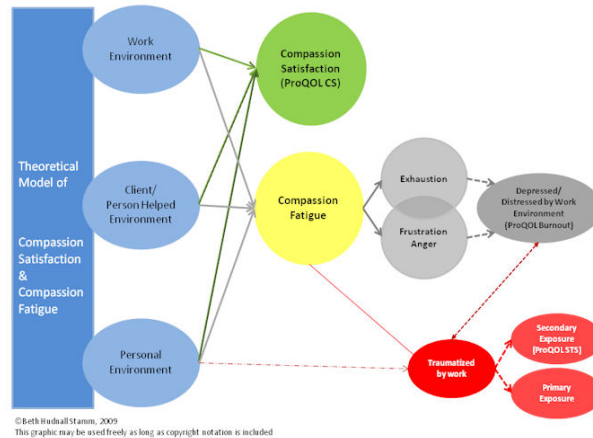 Theoretical
Model of
Compassion
Satisfaction
&
Compassion
Fatigue
Work
Environment
Client/
Person Helped
Environment
Personal
Environment
Compassion
Satisfaction
(ProQOL CS)
Compassion
Fatigue
Exhaustion
Frustration
Anger
Depressed/
Distressed by Work
Environment
(ProQOL Burnout)
Traumatized
by work
Secondary
Exposure
(ProQOL STS)
Primary
Exposure
©Beth Hudnall Stamm, 2009
This graphic may be used freely as long as copyright notation is included